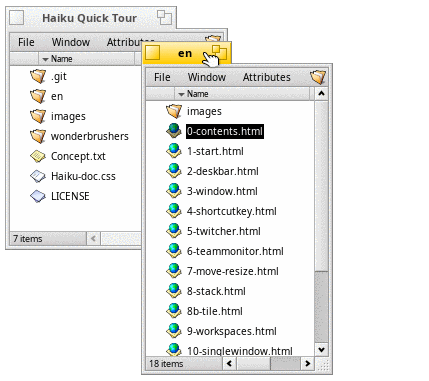 Haiku Quick Tour
File Window Attributes
Name
.git
en
images
wonderbrushers
Concept.txt
Haiku-doc.css
LICENSE
7 items
en
File Window Attributes
Name
images
0-contents.html
1-start.html
2-deskbar.html
3-window.html
4-shortcutkey.html
5-twitcher.html
6-teammonitor.html
7-move-resize.html
8-stack.html
8b-tile.html
9-workspaces.html
10-singlewindow.html
18 items